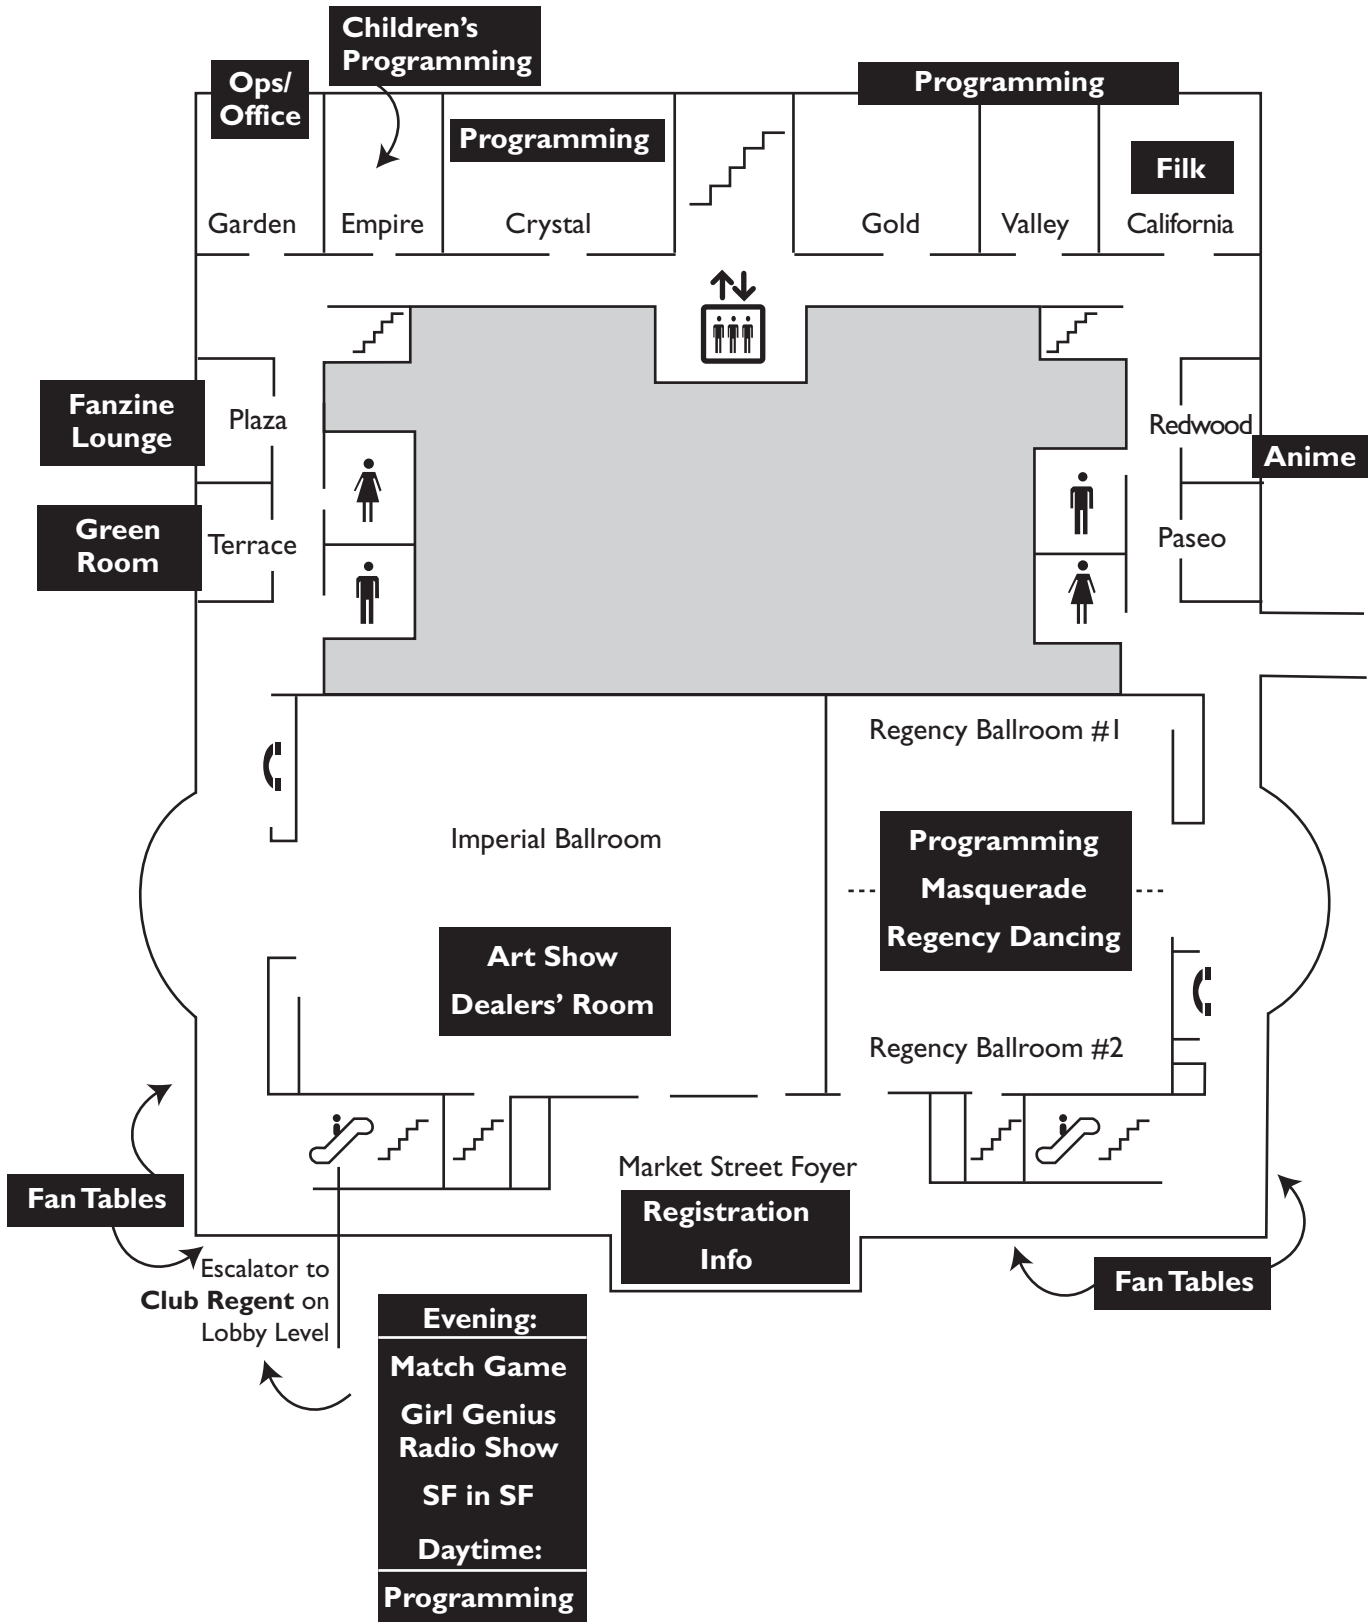 Children's
Programming
Ops/
Office
Programming
Programming
Filk
Garden
Empire
Crystal
Gold
Valley
California
Fanzine
Lounge
Plaza
Redwood
Anime
Green
Room
Terrace
Paseo
Regency Ballroom #1
Imperial Ballroom
Programming
Masquerade
Regency Dancing
Art Show
Dealers' Room
Regency Ballroom #2
Market Street Foyer
Registration
Info
Fan Tables
Fan Tables
Escalator to
Club Regent on
Lobby Level
Evening:
Match Game
Girl Genius
Radio Show
SF in SF
Daytime:
Programming